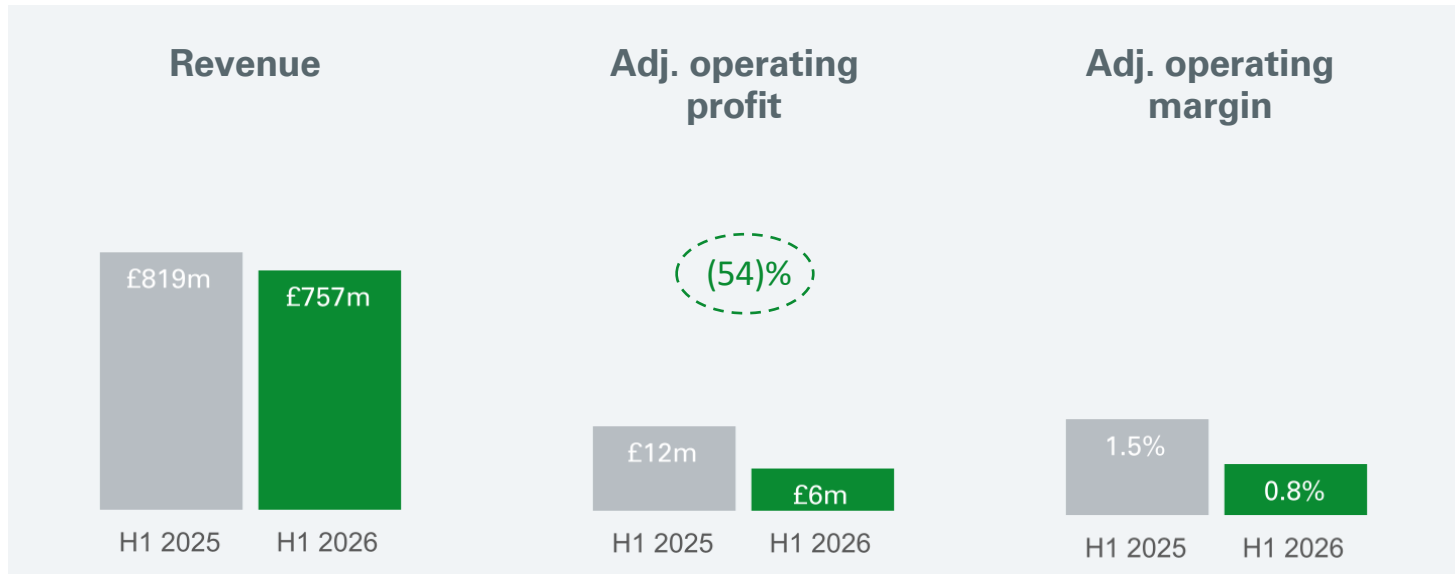 Revenue
£819m
£757m
H1 2025
H1 2026
Adj. operating
profit
(54)%
£12m
£6m
H1 2025
H1 2026
Adj. operating
margin
1.5%
0.8%
H1 2025
H1 2026